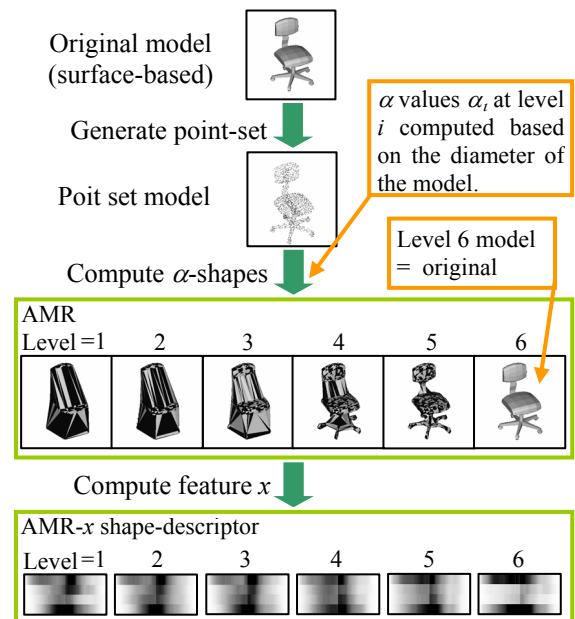 Original model
(surface-based)
Generate point-set
α values αι at level
i computed based
on the diameter of
the model.
Poit set model
Level 6 model
= original
Compute α-shapes
AMR
Level =1 2 3 4 5 6
Compute feature x
AMR-x shape-descriptor
Level=1 2 3 4 5 6